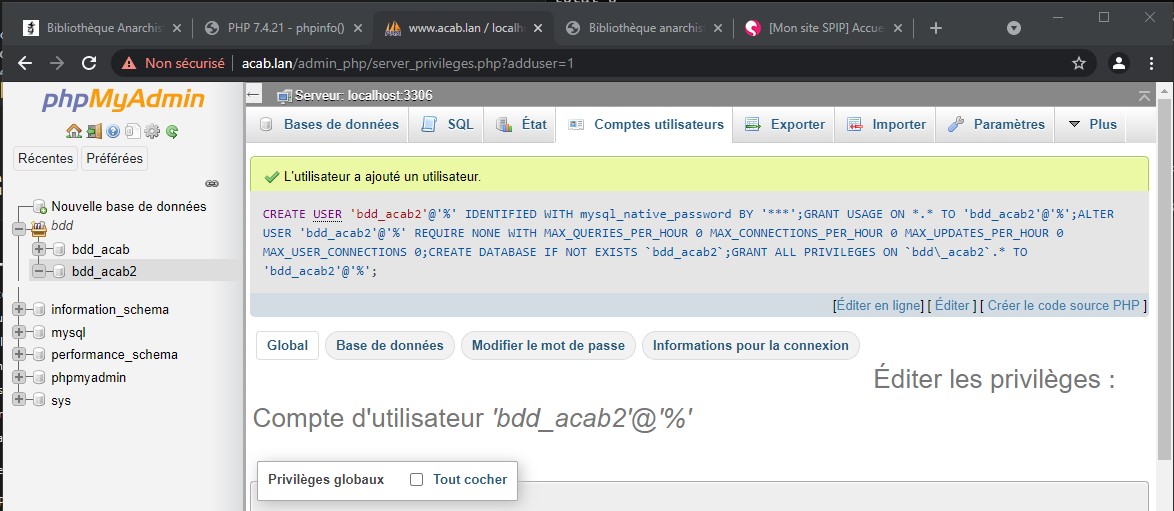 Bibliothèque Anarchis
PHP 7.4.21 - phpinfo()
www.acab.lan / localh
Bibliothèque anarchis
[Mon site SPIP] Accue
Non sécurisé
acab.lan/admin_php/server_privileges.php?adduser=1
phpMyAdmin
Récentes
Préférées
Nouvelle base de données
bdd
bdd_acab
bdd_acab2
information_schema
mysql
performance_schema
phpmyadmin
sys
Serveur: localhost:3306
Bases de données
SQL
État
Comptes utilisateurs
Exporter
Importer
Paramètres
Plus
L'utilisateur a ajouté un utilisateur.
CREATE USER 'bdd_acab2'@'%' IDENTIFIED WITH mysql_native_password BY '***';GRANT USAGE ON *.* TO 'bdd_acab2'@'%';ALTER
USER 'bdd_acab2'@'%' REQUIRE NONE WITH MAX_QUERIES_PER_HOUR 0 MAX_CONNECTIONS_PER_HOUR 0 MAX_UPDATES_PER_HOUR 0
MAX_USER_CONNECTIONS 0;CREATE DATABASE IF NOT EXISTS `bdd_acab2`;GRANT ALL PRIVILEGES ON `bdd\_acab2`.* TO
'bdd_acab2'@'%';
[Éditer en ligne] [ Éditer ] [ Créer le code source PHP ]
Global
Base de données
Modifier le mot de passe
Informations pour la connexion
Éditer les privilèges :
Compte d'utilisateur 'bdd_acab2'@'%'
Privilèges globaux
Tout cocher